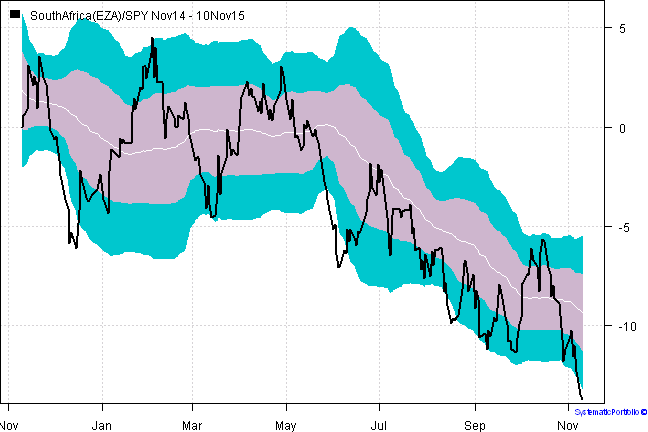 SouthAfrica(EZA)/SPY Nov14 - 10Nov15
5
0
-5
-10
Nov Jan Mar May Jul Sep Nov
SystematicPortfolio ©